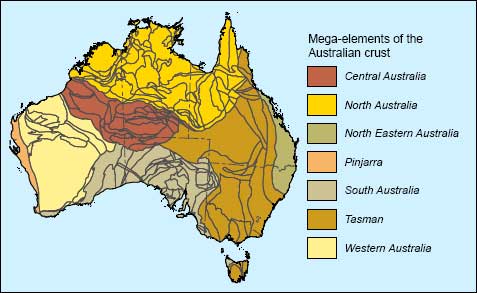 Mega-elements of the
Australian crust
Central Australia
North Australia
North Eastern Australia
Pinjarra
South Australia
Tasman
Western Australia